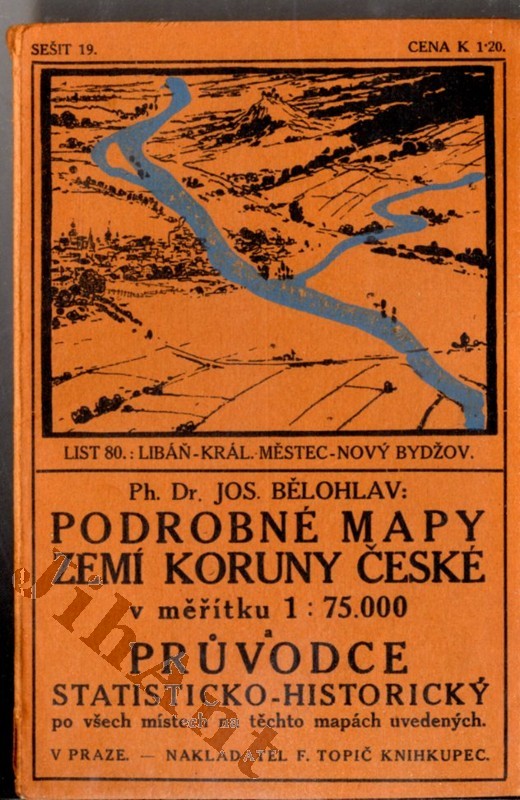 SEŠIT 19. CENA K 1·20.
LIST 80.: LIBÁŇ-KRÁL. MĚSTEC-NOVÝ BYDŽOV.
Ph. Dr. JOS. BĚLOHLAV:
PODROBNÉ MAPY
ZEMÍ KORUNY ČESKÉ
v měřítku 1 : 75.000
a
PRŮVODCE
STATISTICKO-HISTORICKÝ
po všech místech na těchto mapách uvedených.
V PRAZE. — NAKLADATEL F. TOPIČ KNIHKUPEC.
JihAnt